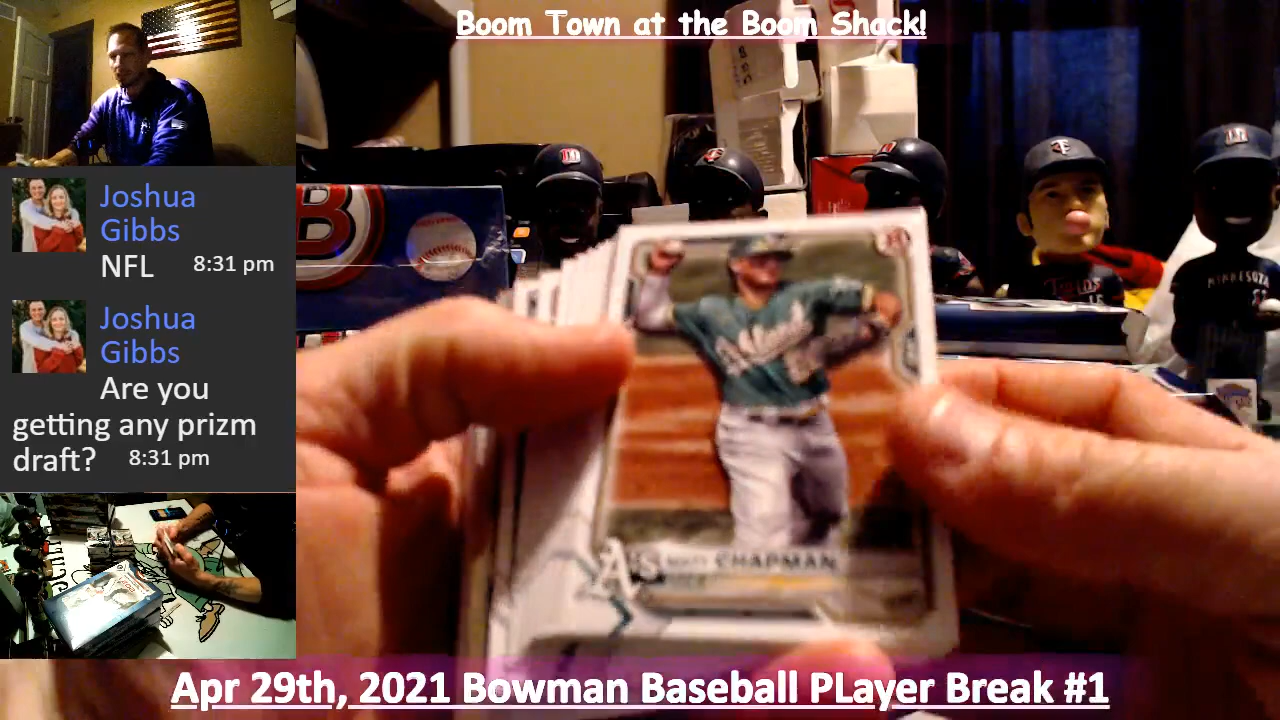 Boom Town at the Boom Shack!
Joshua
Gibbs
NFL 8:31 pm
Joshua
Gibbs
Are you
getting any prizm
draft? 8:31 pm
B
MINNESOTA
A's
CHAPMAN
Apr 29th, 2021 Bowman Baseball PLayer Break #1